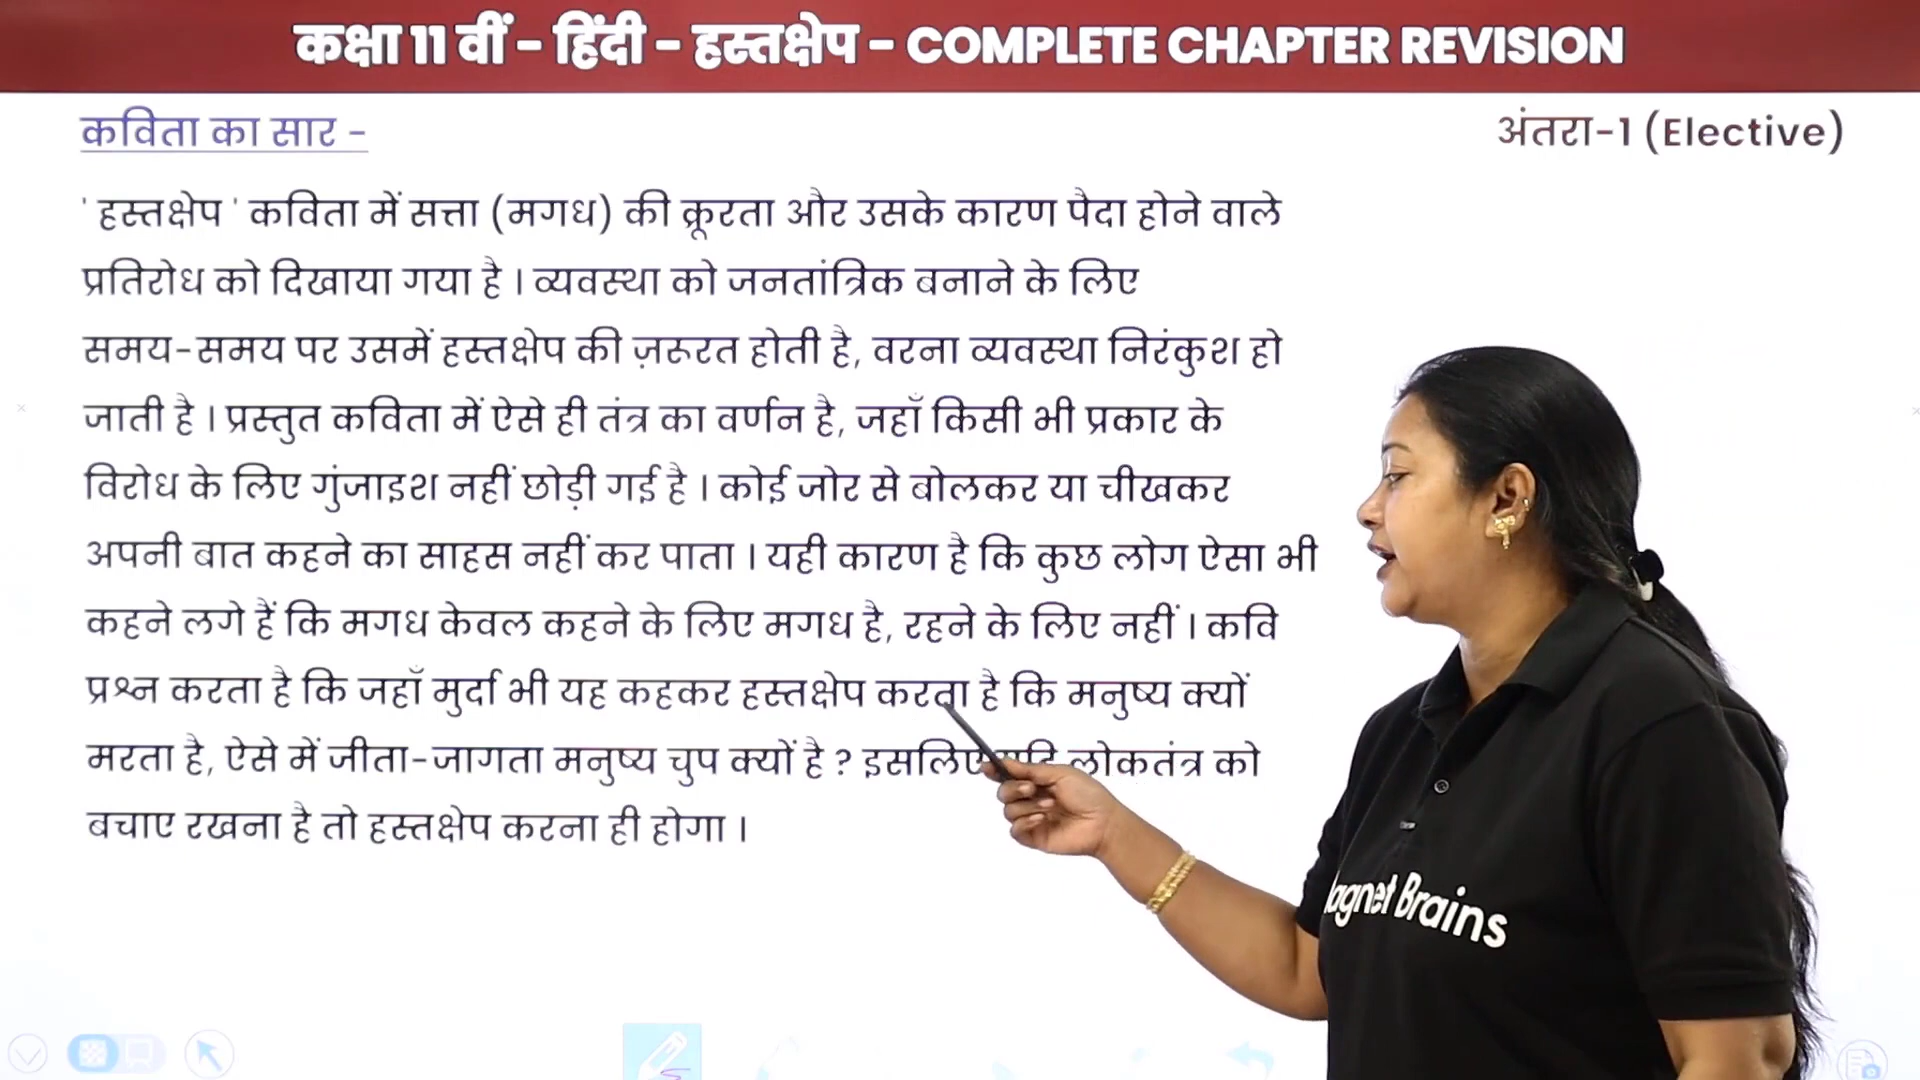 कक्षा 11 वीं - हिंदी - हस्तक्षेप - COMPLETE CHAPTER REVISION
कविता का सार -
अंतरा-1 (Elective)
' हस्तक्षेप ' कविता में सत्ता (मगध) की क्रूरता और उसके कारण पैदा होने वाले
प्रतिरोध को दिखाया गया है । व्यवस्था को जनतांत्रिक बनाने के लिए
समय-समय पर उसमें हस्तक्षेप की ज़रूरत होती है, वरना व्यवस्था निरंकुश हो
जाती है । प्रस्तुत कविता में ऐसे ही तंत्र का वर्णन है, जहाँ किसी भी प्रकार के
विरोध के लिए गुंजाइश नहीं छोड़ी गई है । कोई जोर से बोलकर या चीखकर
अपनी बात कहने का साहस नहीं कर पाता । यही कारण है कि कुछ लोग ऐसा भी
कहने लगे हैं कि मगध केवल कहने के लिए मगध है, रहने के लिए नहीं । कवि
प्रश्न करता है कि जहाँ मुर्दा भी यह कहकर हस्तक्षेप करता है कि मनुष्य क्यों
मरता है, ऐसे में जीता-जागता मनुष्य चुप क्यों है ? इसलिए लोकतंत्र को
बचाए रखना है तो हस्तक्षेप करना ही होगा ।
agnet Brains